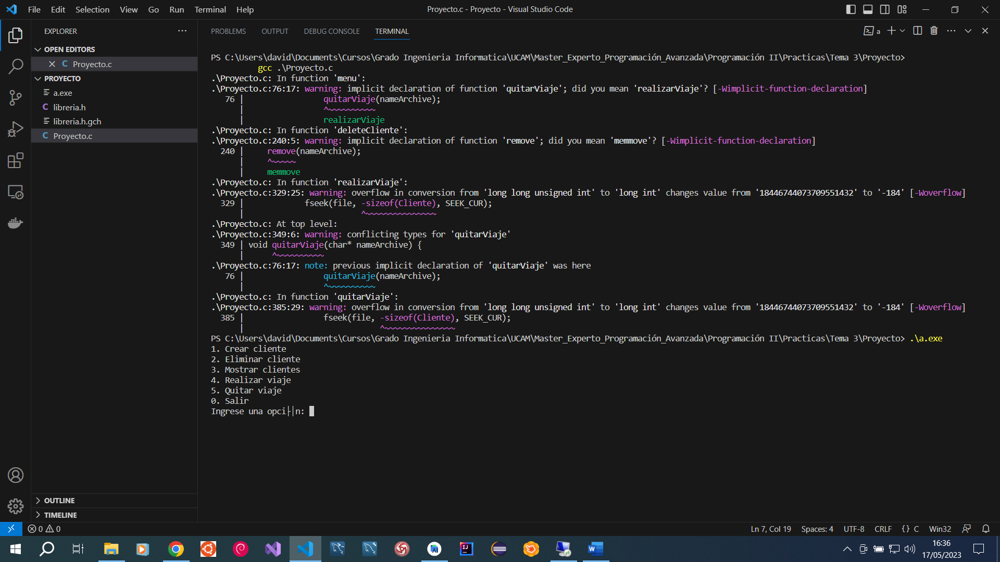 File Edit Selection View Go Run Terminal Help
Proyecto.c - Proyecto - Visual Studio Code
EXPLORER
OPEN EDITORS
C Proyecto.c
PROYECTO
a.exe
C libreria.h
libreria.h.gch
C Proyecto.c
OUTLINE
TIMELINE
PROBLEMS OUTPUT DEBUG CONSOLE TERMINAL
a
PS C:\Users\david\Documents\Cursos\Grado Ingenieria Informatica\UCAM\Master_Experto_Programación_Avanzada\Programación II\Practicas\Tema 3\Proyecto>
gcc .\Proyecto.c
.\Proyecto.c: In function 'menu':
.\Proyecto.c:76:17: warning: implicit declaration of function 'quitarViaje'; did you mean 'realizarViaje'? [-Wimplicit-function-declaration]
76 | quitarViaje(nameArchive);
| ^~~~~~~~~~~
| realizarViaje
.\Proyecto.c: In function 'deleteCliente':
.\Proyecto.c:240:5: warning: implicit declaration of function 'remove'; did you mean 'memmove'? [-Wimplicit-function-declaration]
240 | remove(nameArchive);
| ^~~~~~
| memmove
.\Proyecto.c: In function 'realizarViaje':
.\Proyecto.c:329:25: warning: overflow in conversion from 'long long unsigned int' to 'long int' changes value from '18446744073709551432' to '-184' [-Woverflow]
329 | fseek(file, -sizeof(Cliente), SEEK_CUR);
| ^~~~~~~~~~~~~~~~
.\Proyecto.c: At top level:
.\Proyecto.c:349:6: warning: conflicting types for 'quitarViaje'
349 | void quitarViaje(char* nameArchive) {
| ^~~~~~~~~~~
.\Proyecto.c:76:17: note: previous implicit declaration of 'quitarViaje' was here
76 | quitarViaje(nameArchive);
| ^~~~~~~~~~~
.\Proyecto.c: In function 'quitarViaje':
.\Proyecto.c:385:29: warning: overflow in conversion from 'long long unsigned int' to 'long int' changes value from '18446744073709551432' to '-184' [-Woverflow]
385 | fseek(file, -sizeof(Cliente), SEEK_CUR);
| ^~~~~~~~~~~~~~~~
PS C:\Users\david\Documents\Cursos\Grado Ingenieria Informatica\UCAM\Master_Experto_Programación_Avanzada\Programación II\Practicas\Tema 3\Proyecto> .\a.exe
1. Crear cliente
2. Eliminar cliente
3. Mostrar clientes
4. Realizar viaje
5. Quitar viaje
0. Salir
Ingrese una opci├│n:
0 0
Ln 7, Col 19 Spaces: 4 UTF-8 CRLF {} C Win32
16:36
17/05/2023